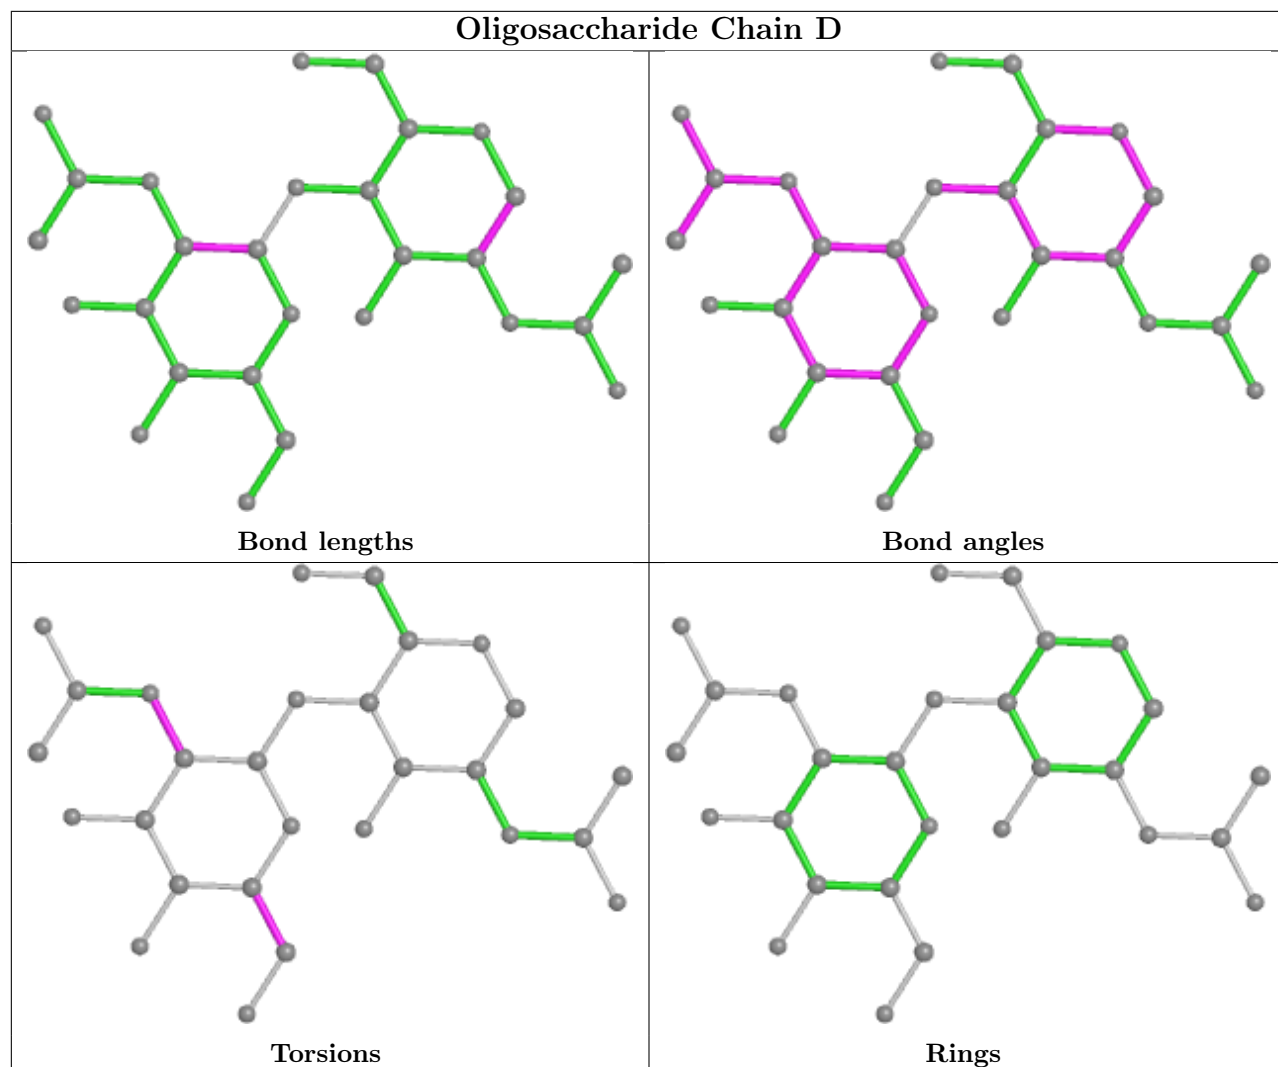 Oligosaccharide Chain D
Bond lengths
Bond angles
Torsions
Rings